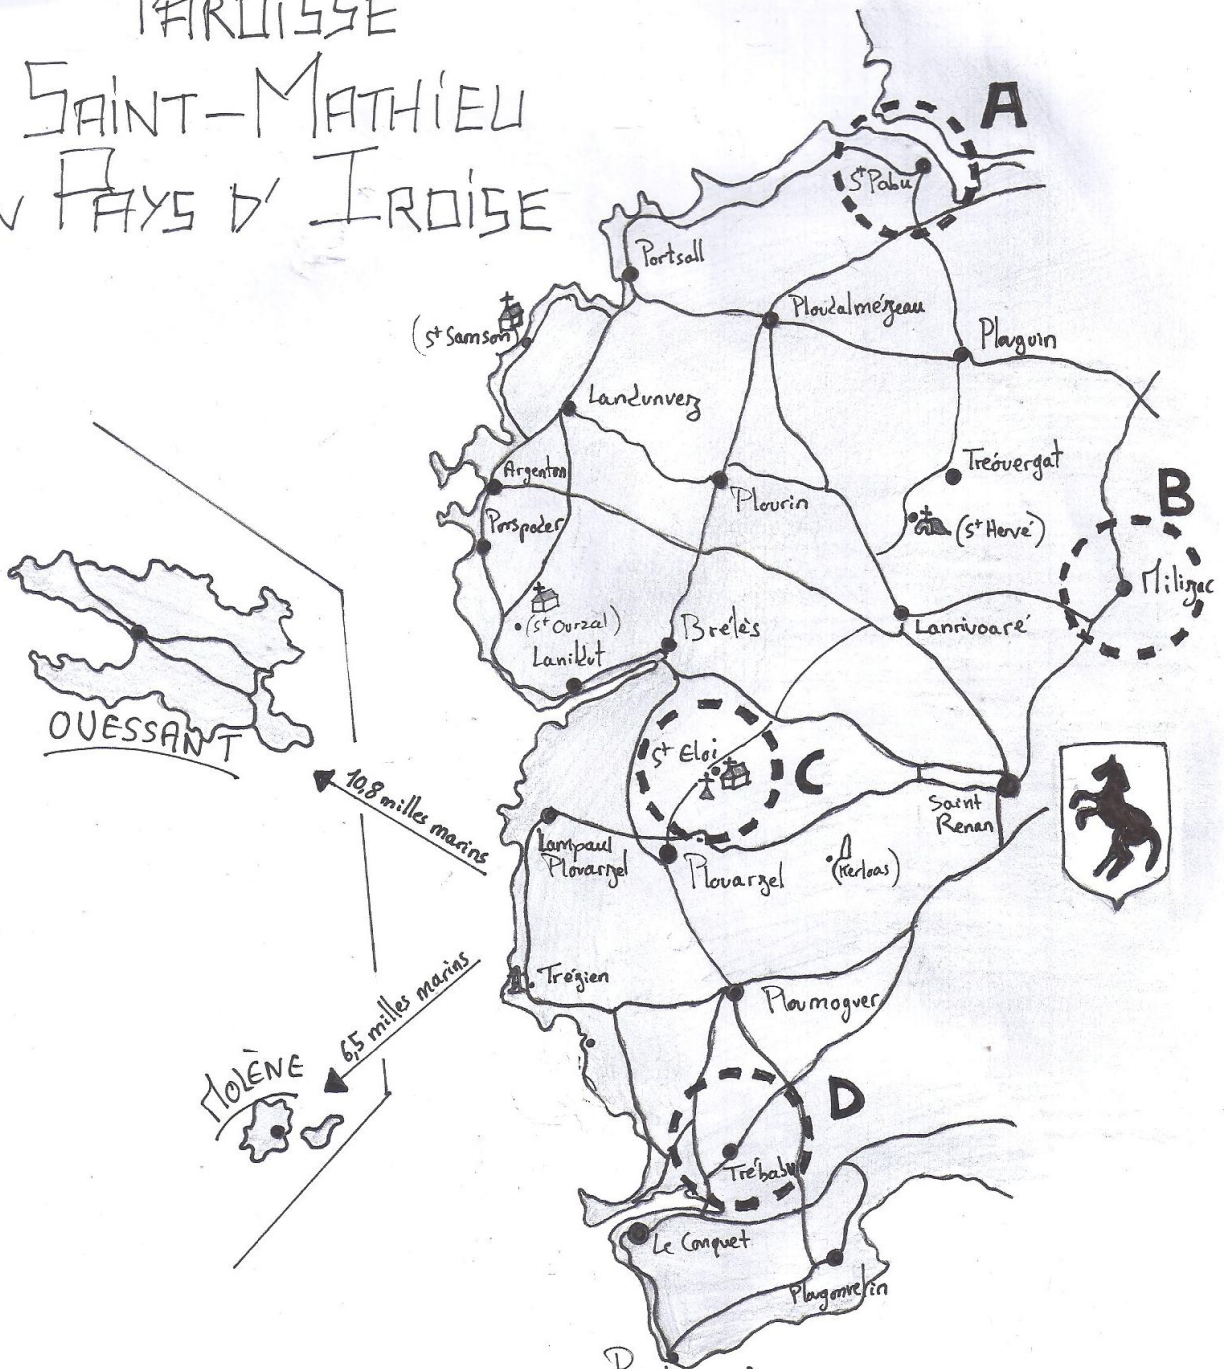 PAROISSE
SAINT-MATHIEU
PAYS D'IROISE
A
St Pabu
Portsall
Ploudalmézeau
(St Samson)
Plouguin
Landunvez
Argenton
Tréouvergat
Plourin
B
Porspoder
(St Hervé)
Milizac
(St Ourzal)
Lanrivoaré
Brélès
Lanildut
OUESSANT
St Eloi
C
10,8 milles marins
Saint
Renan
Lampaul
Plouarzel
Plouarzel
(Kerloas)
Trézien
Ploumoguer
6,5 milles marins
MOLÈNE
D
Trébabu
Le Conquet
Plougonvelin